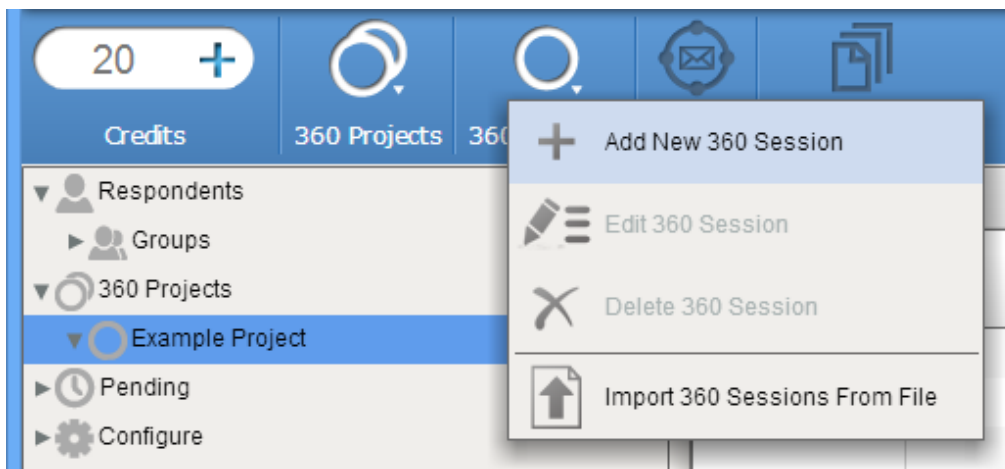 20
Credits
360 Projects
360
Add New 360 Session
Edit 360 Session
Delete 360 Session
Import 360 Sessions From File
Respondents
Groups
360 Projects
Example Project
Pending
Configure